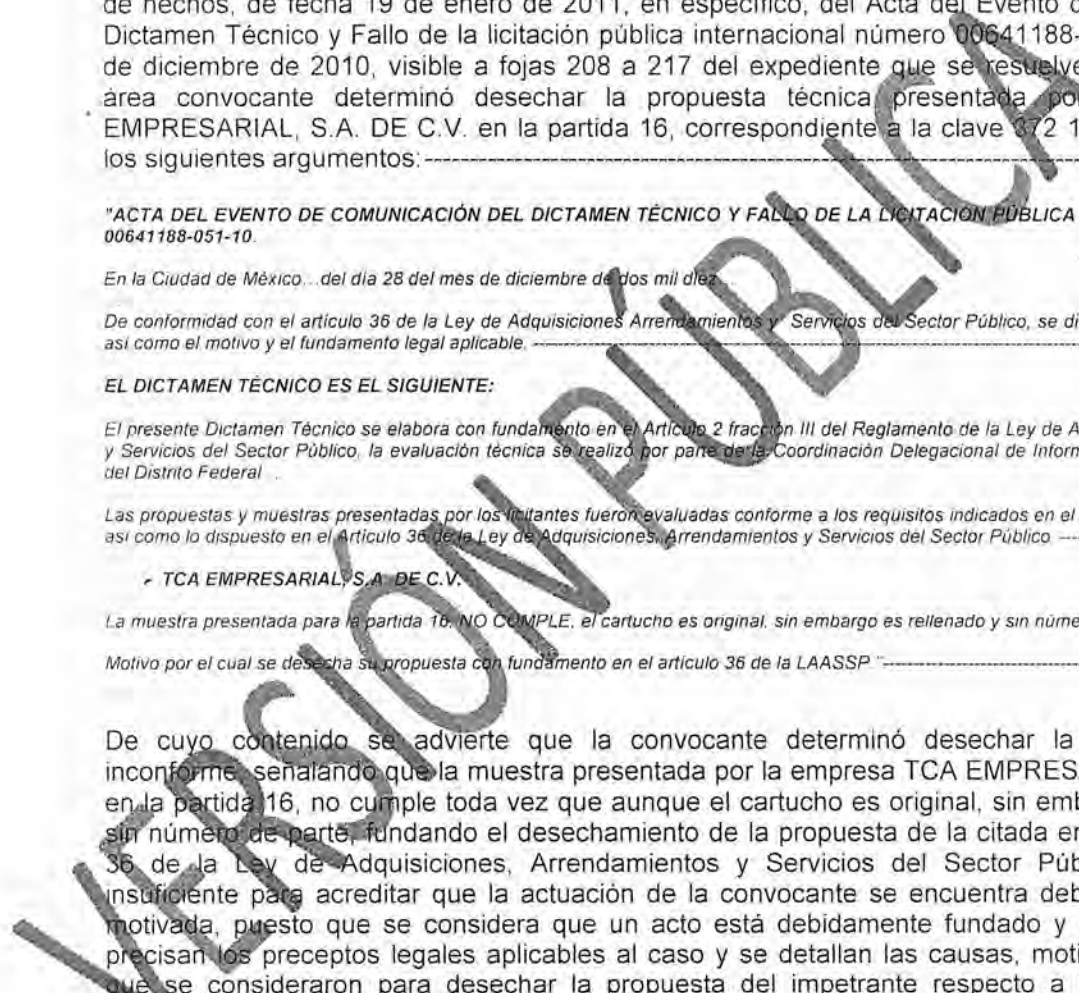 de hechos, de fecha 19 de enero de 2011, en específico, del Acta del Evento
Dictamen Técnico y Fallo de la licitación pública internacional número 00641188-
de diciembre de 2010, visible a fojas 208 a 217 del expediente que se resuelve
área convocante determinó desechar la propuesta técnica presentada por
EMPRESARIAL, S.A. DE C.V. en la partida 16, correspondiente a la clave 372
los siguientes argumentos:
"ACTA DEL EVENTO DE COMUNICACIÓN DEL DICTAMEN TÉCNICO Y FALLO DE LA LICITACIÓN PÚBLICA
00641188-051-10.
En la Ciudad de México...del día 28 del mes de diciembre de dos mil diez...
De conformidad con el artículo 36 de la Ley de Adquisiciones Arrendamientos y Servicios del Sector Público, se
así como el motivo y el fundamento legal aplicable.
EL DICTAMEN TÉCNICO ES EL SIGUIENTE:
El presente Dictamen Técnico se elabora con fundamento en el Artículo 2 fracción III del Reglamento de la Ley de
y Servicios del Sector Público, la evaluación técnica se realizó por parte de la Coordinación Delegacional de
del Distrito Federal ...
Las propuestas y muestras presentadas por los licitantes fueron evaluadas conforme a los requisitos indicados en el
así como lo dispuesto en el Artículo 36 de la Ley de Adquisiciones, Arrendamientos y Servicios del Sector Público
TCA EMPRESARIAL, S.A. DE C.V.
La muestra presentada para la partida 16, NO CUMPLE, el cartucho es original, sin embargo es rellenado y sin
Motivo por el cual se desecha su propuesta con fundamento en el artículo 36 de la LAASSP."
De cuyo contenido se advierte que la convocante determinó desechar la
inconforme, señalando que la muestra presentada por la empresa TCA
en la partida 16, no cumple toda vez que aunque el cartucho es original, sin
sin número de parte, fundando el desechamiento de la propuesta de la citada
36 de la Ley de Adquisiciones, Arrendamientos y Servicios del Sector
insuficiente para acreditar que la actuación de la convocante se encuentra
motivada, puesto que se considera que un acto está debidamente fundado y
precisan los preceptos legales aplicables al caso y se detallan las causas,
que se consideraron para desechar la propuesta del impetrante respecto a
VERSIÓN PÚBLICA